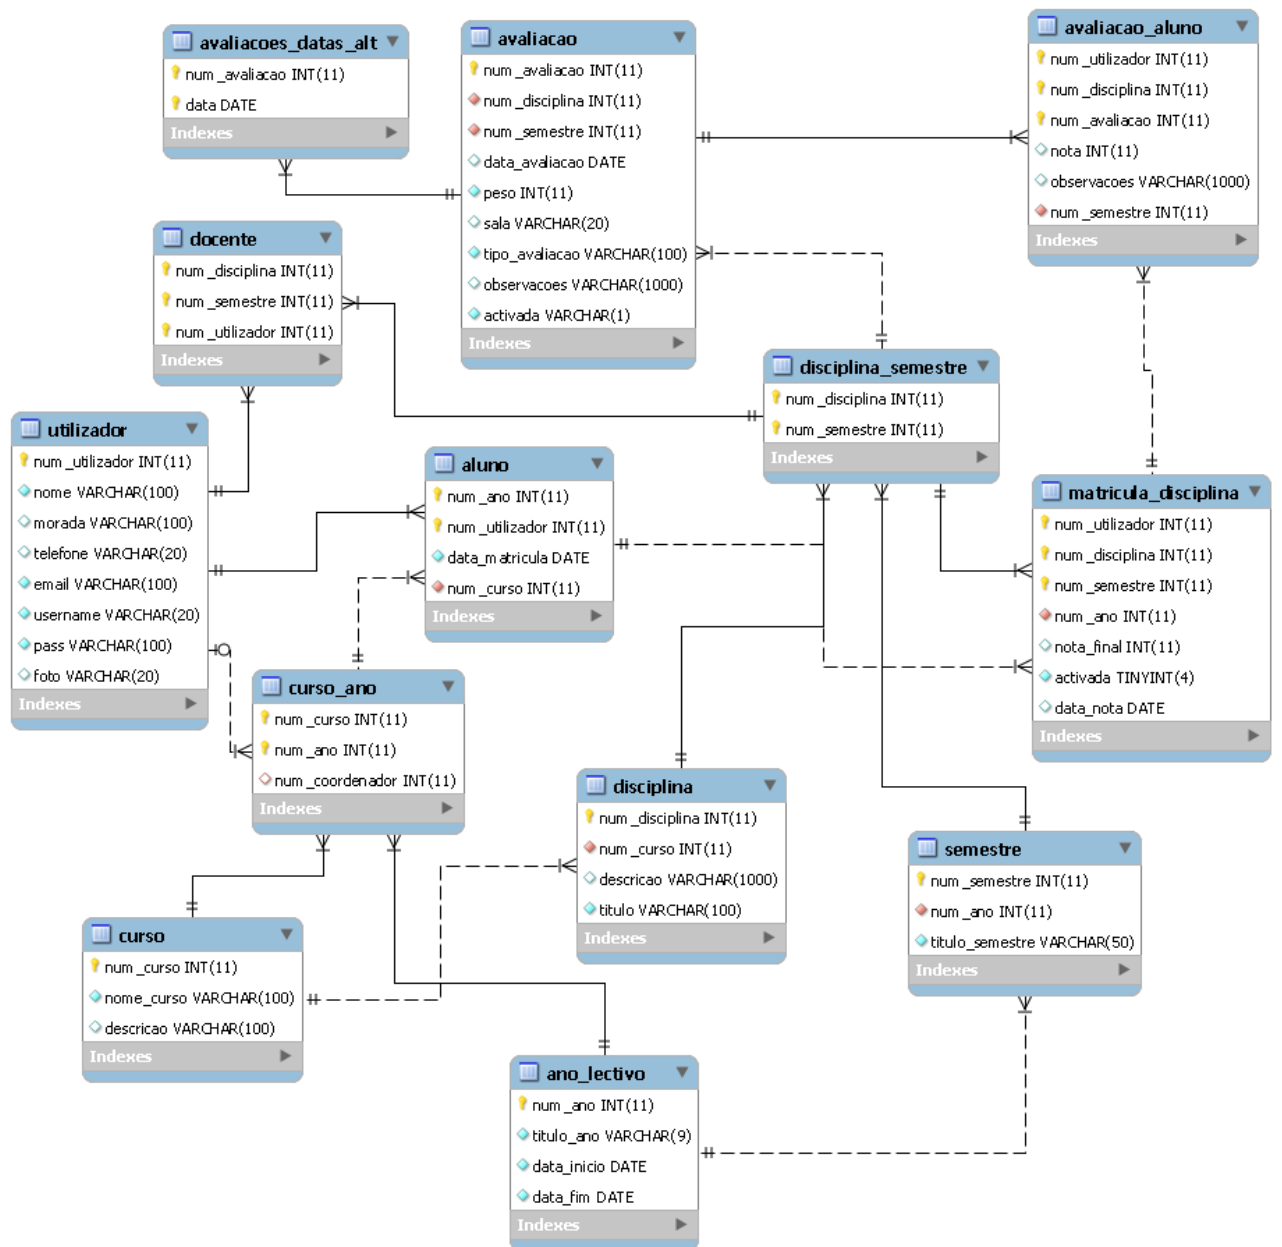 avaliacoes_datas_alt
num_avaliacao INT(11)
data DATE
Indexes
avaliacao
num_avaliacao INT(11)
num_disciplina INT(11)
num_semestre INT(11)
data_avaliacao DATE
peso INT(11)
sala VARCHAR(20)
tipo_avaliacao VARCHAR(100)
observacoes VARCHAR(1000)
activada VARCHAR(1)
Indexes
avaliacao_aluno
num_utilizador INT(11)
num_disciplina INT(11)
num_avaliacao INT(11)
nota INT(11)
observacoes VARCHAR(1000)
num_semestre INT(11)
Indexes
docente
num_disciplina INT(11)
num_semestre INT(11)
num_utilizador INT(11)
Indexes
disciplina_semestre
num_disciplina INT(11)
num_semestre INT(11)
Indexes
utilizador
num_utilizador INT(11)
nome VARCHAR(100)
morada VARCHAR(100)
telefone VARCHAR(20)
email VARCHAR(100)
username VARCHAR(20)
pass VARCHAR(100)
foto VARCHAR(20)
Indexes
aluno
num_ano INT(11)
num_utilizador INT(11)
data_matricula DATE
num_curso INT(11)
Indexes
matricula_disciplina
num_utilizador INT(11)
num_disciplina INT(11)
num_semestre INT(11)
num_ano INT(11)
nota_final INT(11)
activada TINYINT(4)
data_nota DATE
Indexes
curso_ano
num_curso INT(11)
num_ano INT(11)
num_coordenador INT(11)
Indexes
disciplina
num_disciplina INT(11)
num_curso INT(11)
descricao VARCHAR(1000)
titulo VARCHAR(100)
Indexes
semestre
num_semestre INT(11)
num_ano INT(11)
titulo_semestre VARCHAR(50)
Indexes
curso
num_curso INT(11)
nome_curso VARCHAR(100)
descricao VARCHAR(100)
Indexes
ano_lectivo
num_ano INT(11)
titulo_ano VARCHAR(9)
data_inicio DATE
data_fim DATE
Indexes